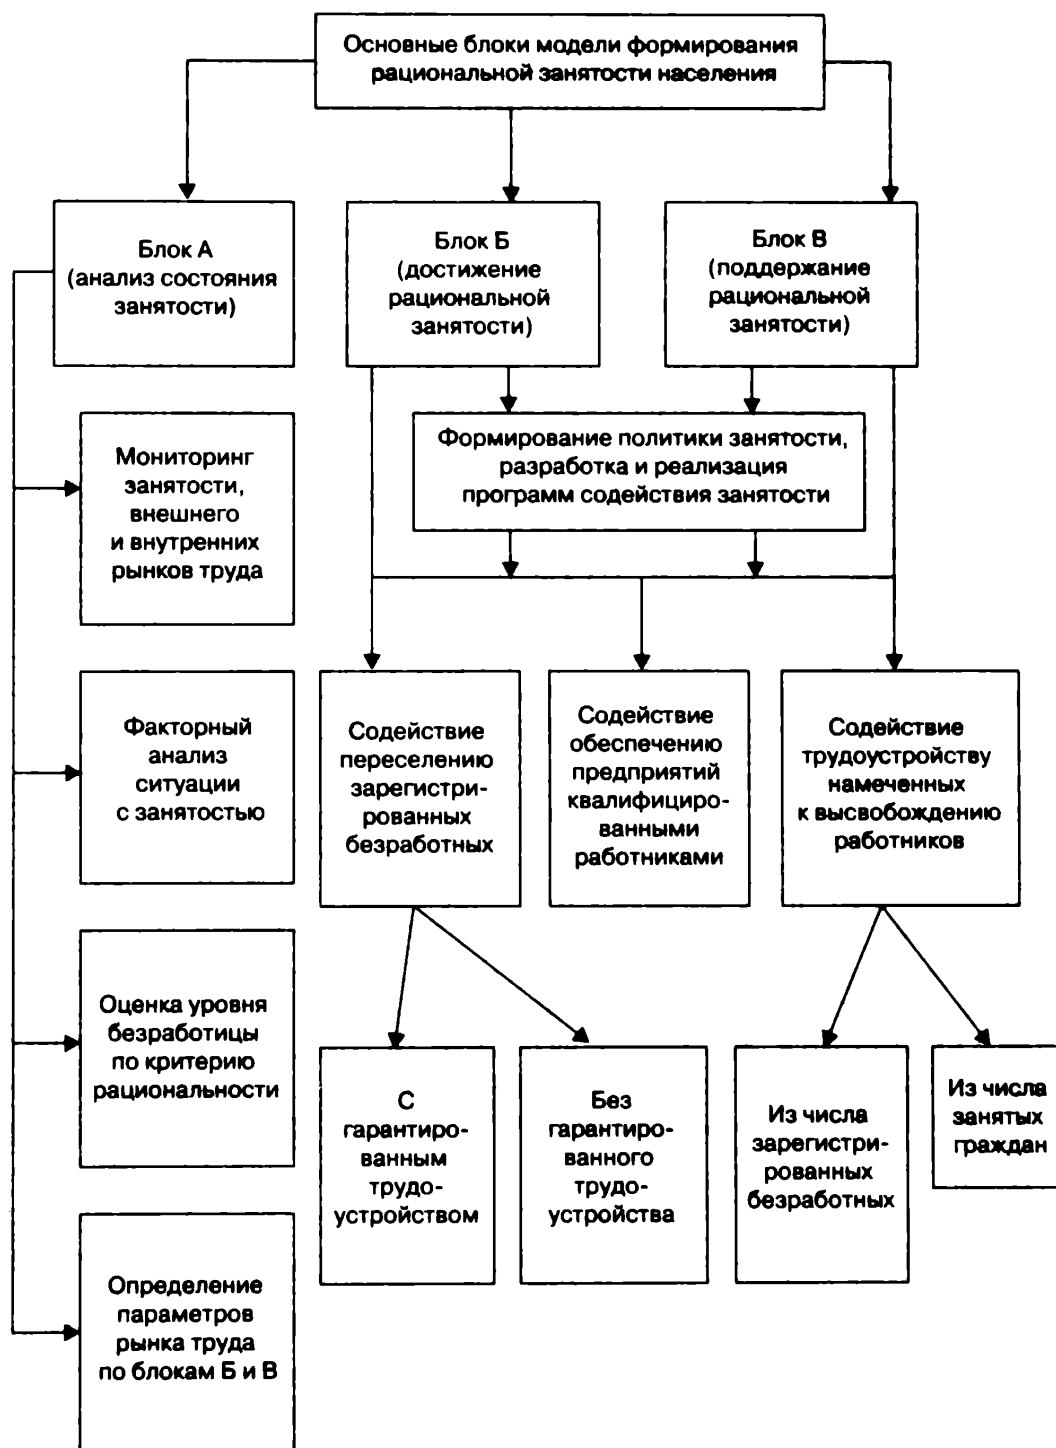 Основные блоки модели формирования
рациональной занятости населения
Блок А
(анализ состояния
занятости)
Блок Б
(достижение
рациональной
занятости)
Блок В
(поддержание
рациональной
занятости)
Формирование политики занятости,
разработка и реализация
программ содействия занятости
Мониторинг
занятости,
внешнего
и внутренних
рынков труда
Факторный
анализ
ситуации
с занятостью
Оценка уровня
безработицы
по критерию
рациональности
Определение
параметров
рынка труда
по блокам Б и В
Содействие
переселению
зарегистри-
рованных
безработных
Содействие
обеспечению
предприятий
квалифициро-
ванными
работниками
Содействие
трудоустройству
намеченных
к высвобождению
работников
С
гарантиро-
ванным
трудо-
устройством
Без
гарантиро-
ванного
трудо-
устройства
Из числа
зарегистри-
рованных
безработных
Из числа
занятых
граждан